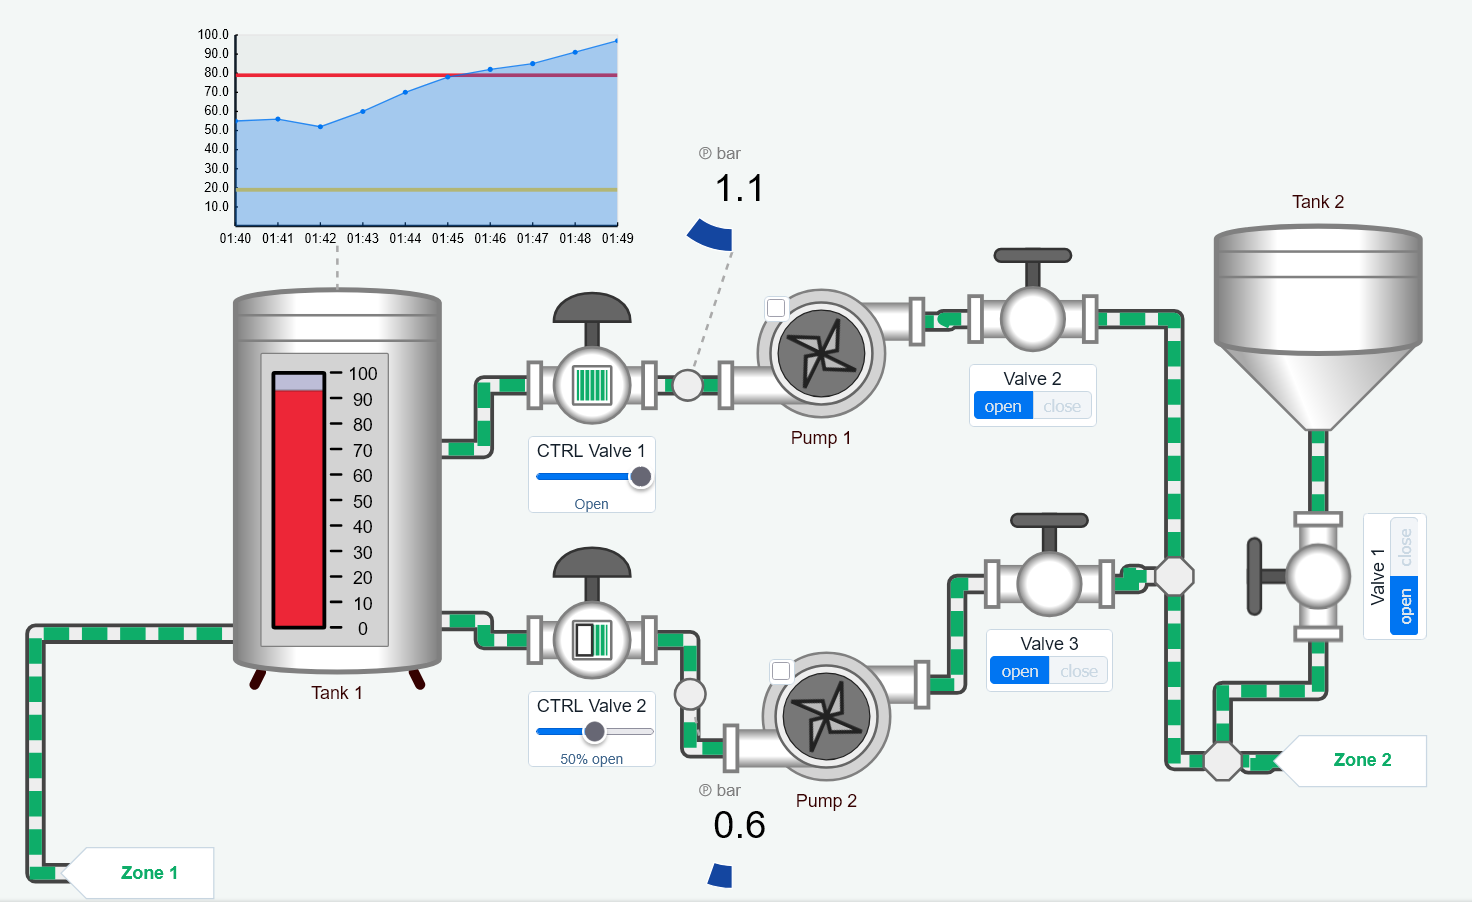 100.0
90.0
80.0
70.0
60.0
50.0
40.0
30.0
20.0
10.0
01:40 01:41 01:42 01:43 01:44 01:45 01:46 01:47 01:48 01:49
℗ bar
1.1
Tank 2
100
90
80
70
60
50
40
30
20
10
0
Tank 1
CTRL Valve 1
Open
Pump 1
Valve 2
open close
CTRL Valve 2
50% open
Valve 3
open close
Valve 1
open close
℗ bar
0.6
Pump 2
Zone 2
Zone 1